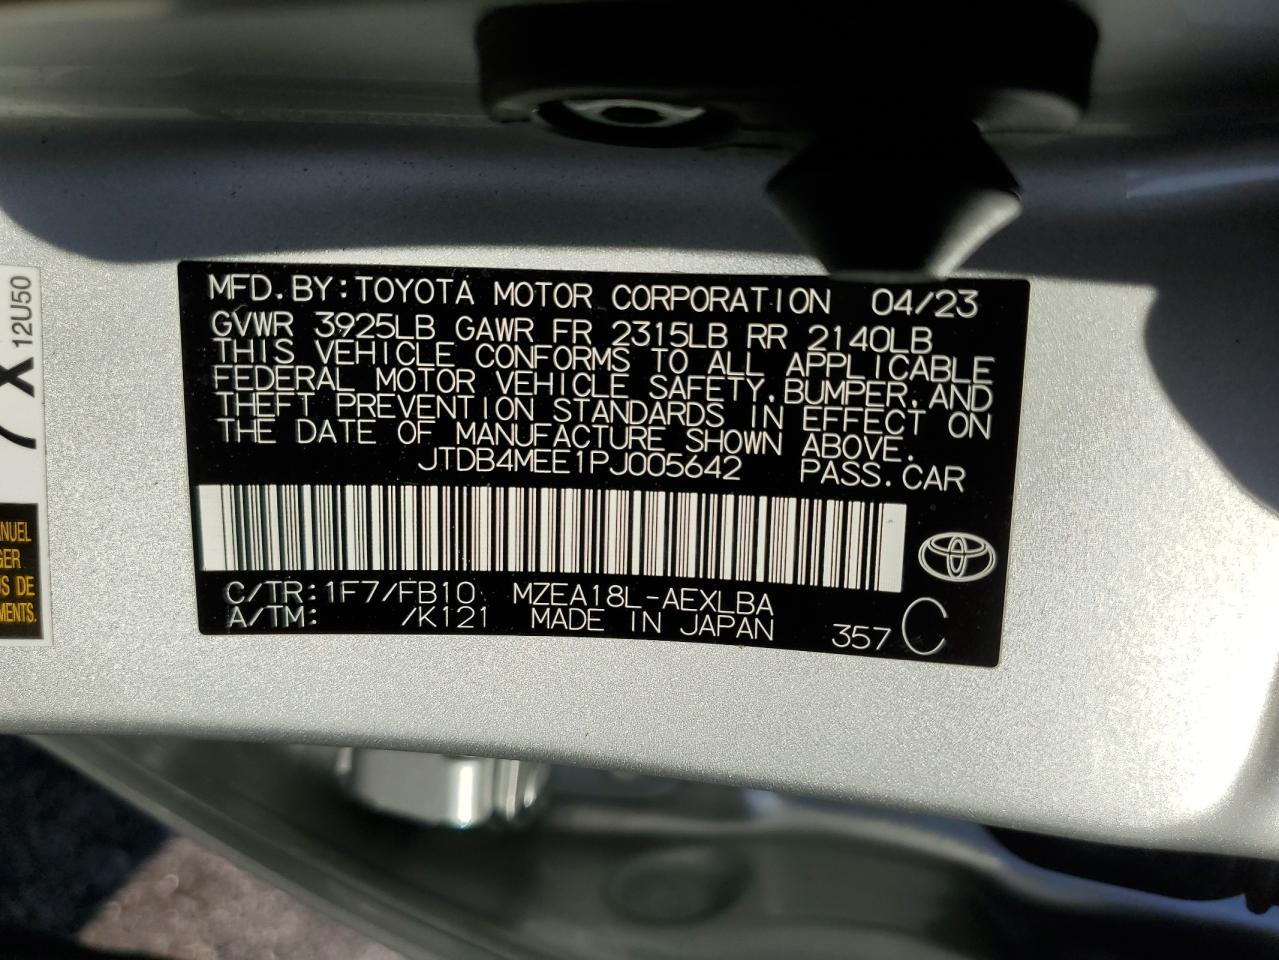 MFD.BY:TOYOTA MOTOR CORPORATION 04/23
GVWR 3925LB GAWR FR 2315LB RR 2140LB
THIS VEHICLE CONFORMS TO ALL APPLICABLE
FEDERAL MOTOR VEHICLE SAFETY,BUMPER,AND
THEFT PREVENTION STANDARDS IN EFFECT ON
THE DATE OF MANUFACTURE SHOWN ABOVE.
JTDB4MEE1PJ005642 PASS.CAR
C/TR:1F7/FB10 MZEA18L-AEXLBA
A/TM: /K121 MADE IN JAPAN 357 C
X 12U50